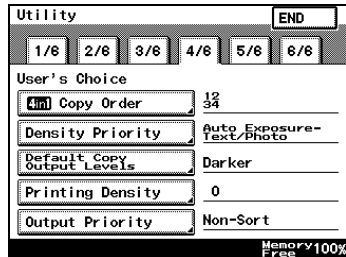 Utility
END
1/6 2/6 3/6 4/6 5/6 6/6
User's Choice
4in1 Copy Order
12
34
Density Priority
Auto Exposure-
Text/Photo
Default Copy
Output Levels
Darker
Printing Density
0
Output Priority
Non-Sort
Memory
Free 100%